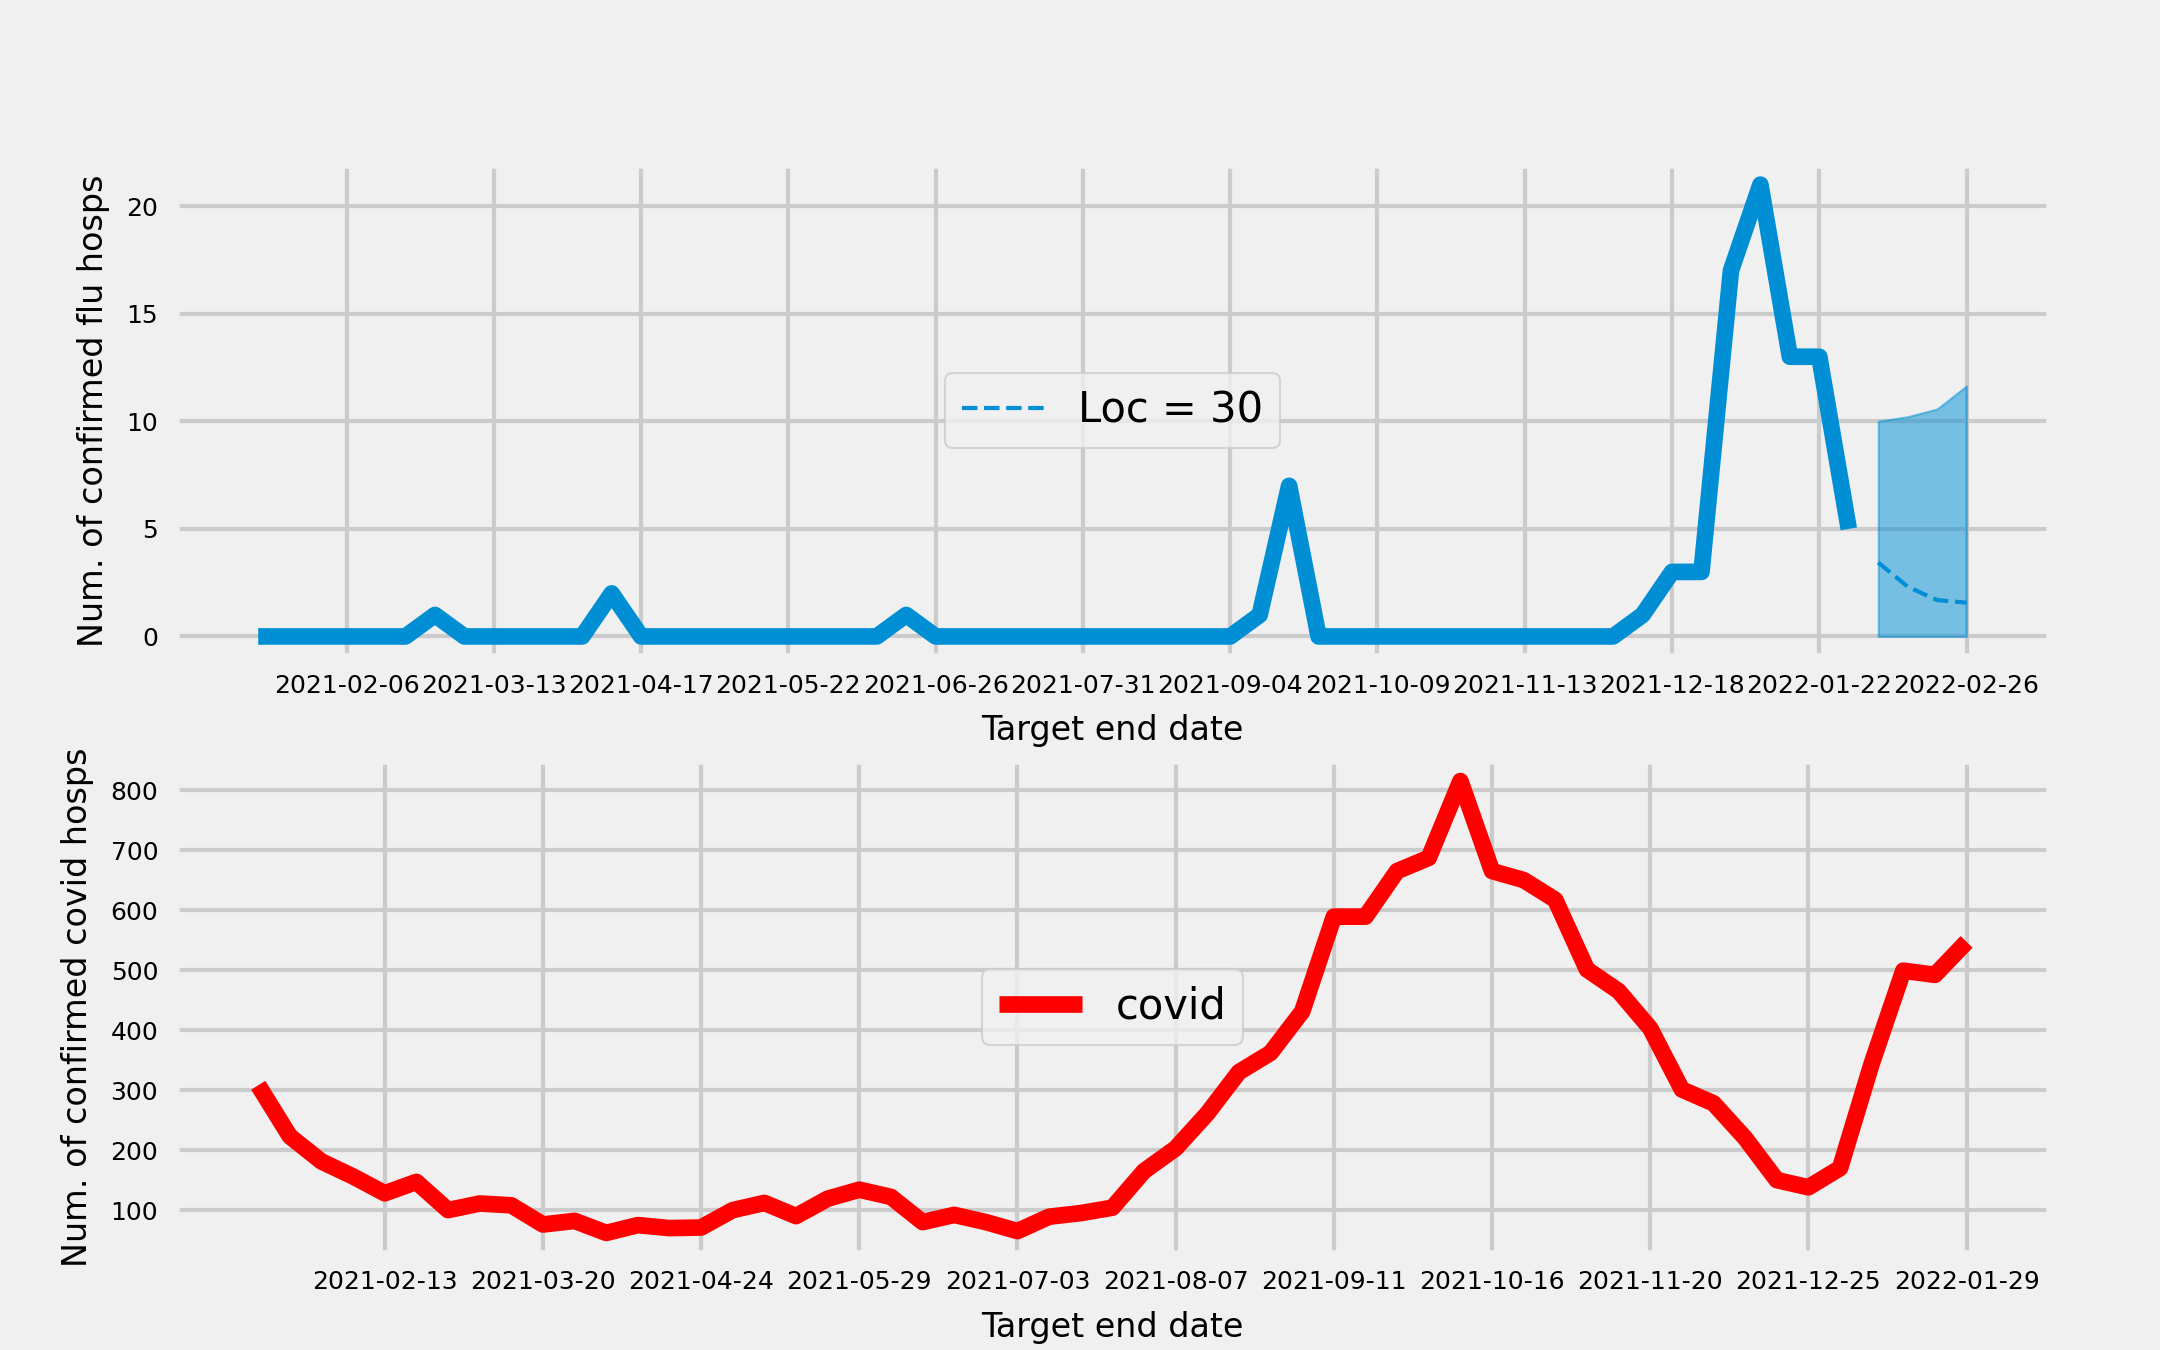 Num. of confirmed flu hosps
20
15
10
5
0
Loc = 30
2021-02-06 2021-03-13 2021-04-17 2021-05-22 2021-06-26 2021-07-31 2021-09-04 2021-10-09 2021-11-13 2021-12-18 2022-01-22 2022-02-26
Target end date
Num. of confirmed covid hosps
800
700
600
500
400
300
200
100
covid
2021-02-13 2021-03-20 2021-04-24 2021-05-29 2021-07-03 2021-08-07 2021-09-11 2021-10-16 2021-11-20 2021-12-25 2022-01-29
Target end date